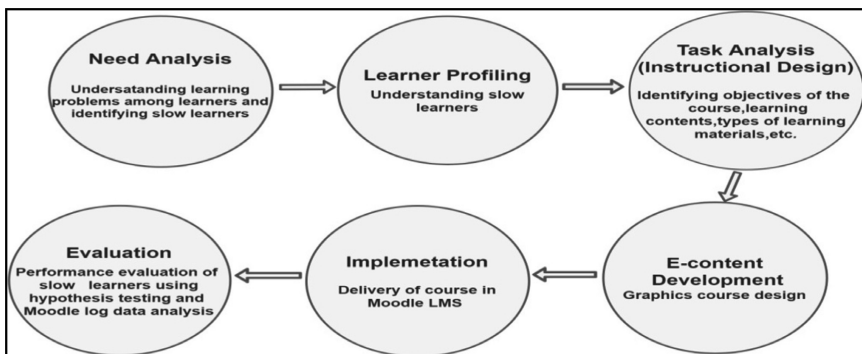 Need Analysis
Undersatanding learning
problems among learners and
identifying slow learners
Learner Profiling
Understanding slow
learners
Task Analysis
(Instructional Design)
Identifying objectives of the
course,learning
contents,types of learning
materials,etc.
E-content
Development
Graphics course design
Implemetation
Delivery of course in
Moodle LMS
Evaluation
Performance evaluation of
slow learners using
hypothesis testing and
Moodle log data analysis